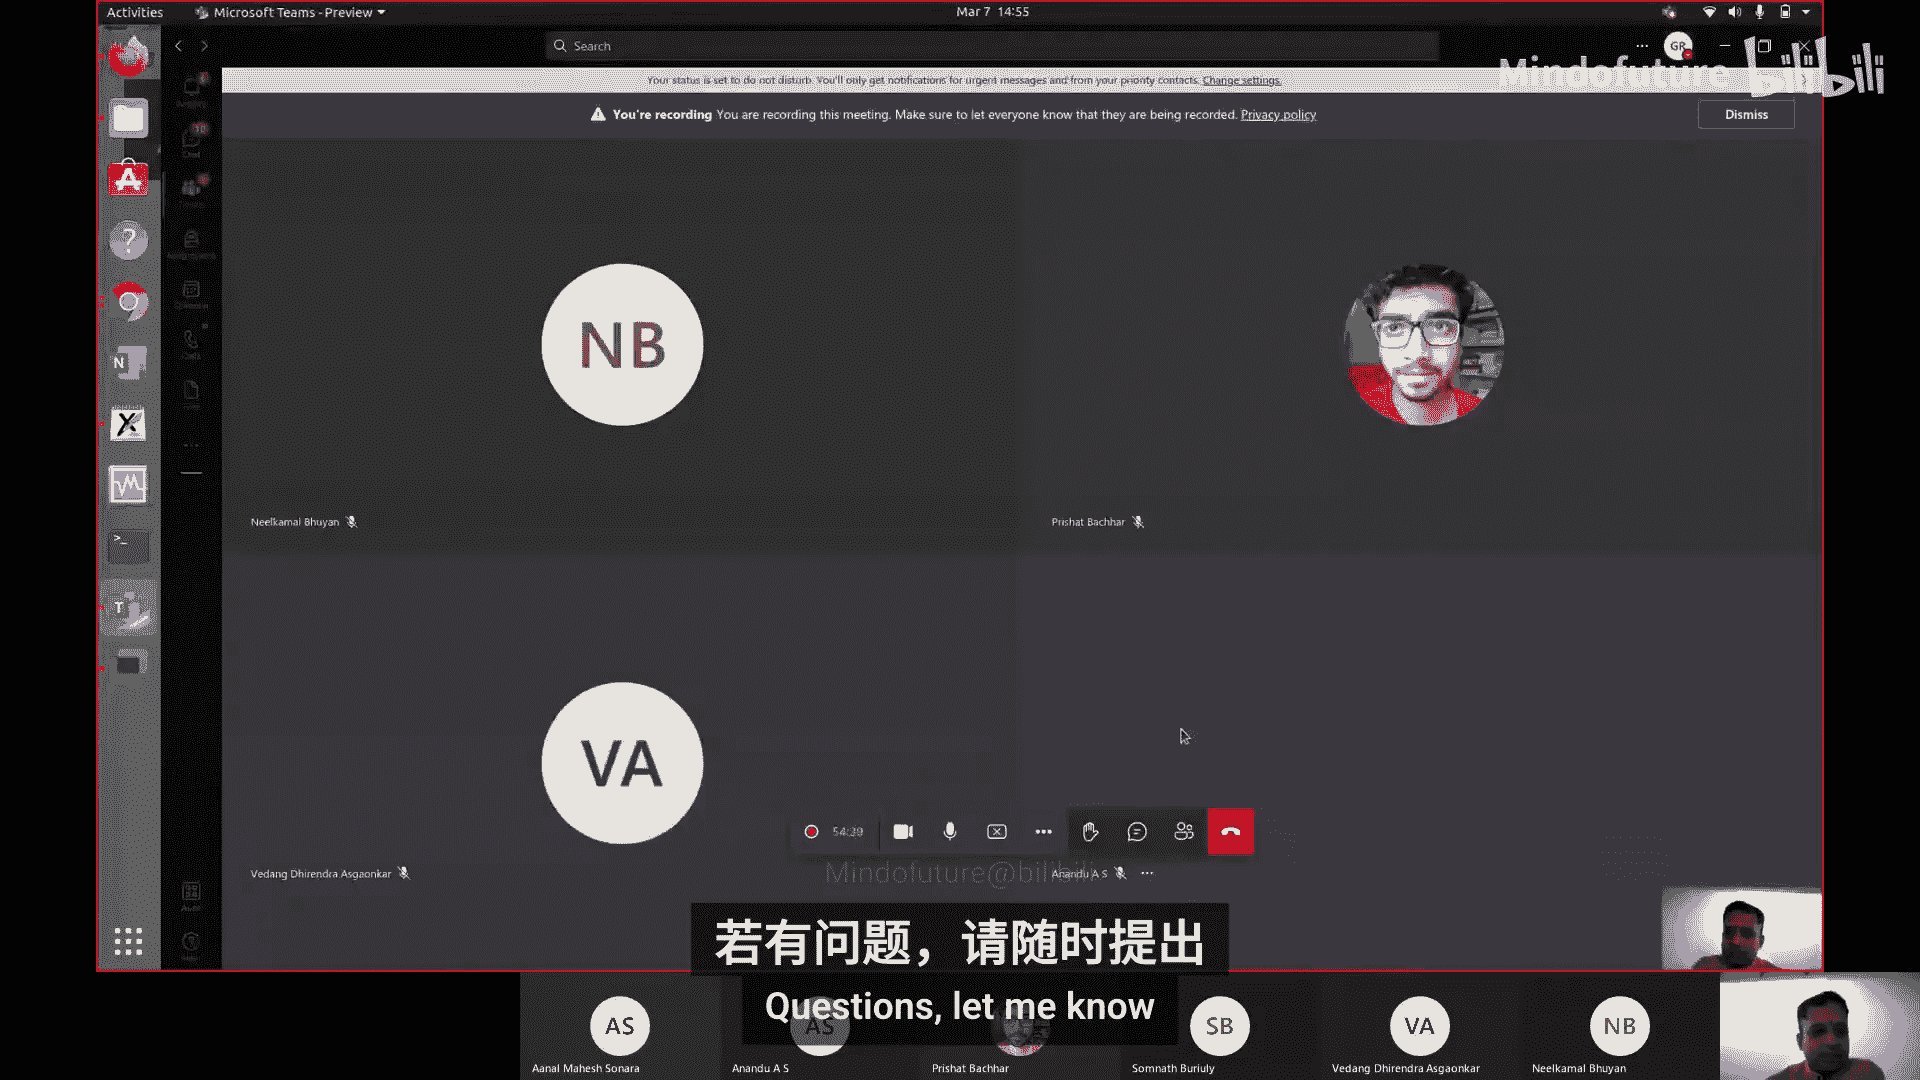 Activities
Microsoft Teams - Preview
Mar 7 14:55
Search
GR
Mindofuture bilibili
Your status is set to do not disturb. You'll only get notifications for urgent messages and from your priority contacts. Change settings.
You're recording You are recording this meeting. Make sure to let everyone know that they are being recorded. Privacy policy
Dismiss
NB
Neelkamal Bhuyan
Prishat Bachhar
VA
54:39
Vedang Dhirendra Asgaonkar
Mindofuture@bilibili
Anandu A S
若有问题，请随时提出
Questions, let me know
AS
AS
SB
VA
NB
Aanal Mahesh Sonara
Anandu A S
Prishat Bachhar
Somnath Buriuly
Vedang Dhirendra Asgaonkar
Neelkamal Bhuyan